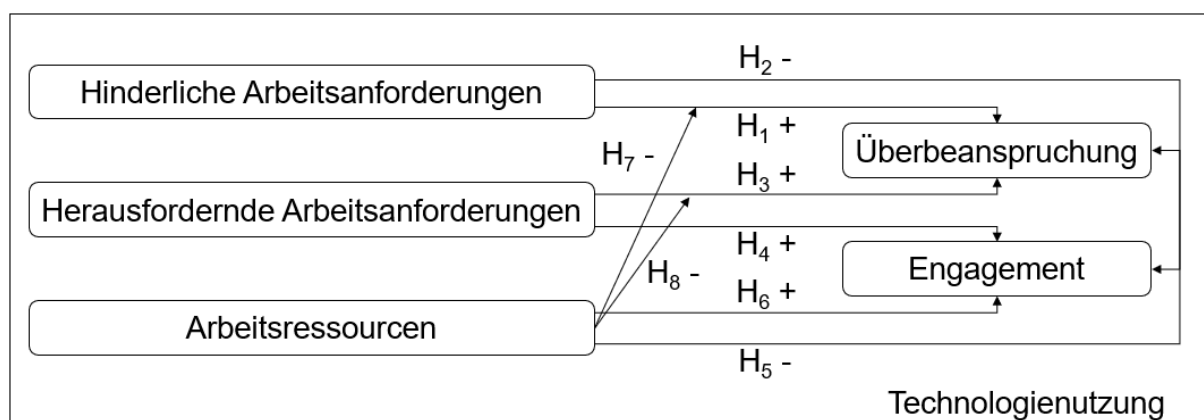 H₂ -
Hinderliche Arbeitsanforderungen
H₁ +
Überbeanspruchung
H₇ -
H₃ +
Herausfordernde Arbeitsanforderungen
H₄ +
Engagement
H₈ -
H₆ +
Arbeitsressourcen
H₅ -
Technologienutzung